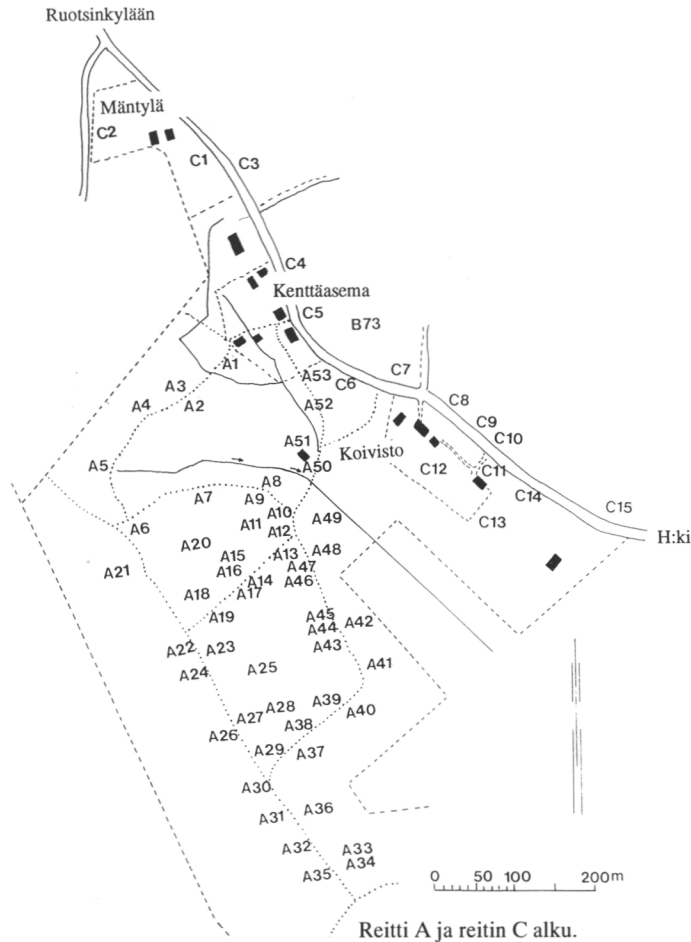 Ruotsinkylään
Mäntylä
C2
C1
C3
C4
Kenttäasema
C5
B73
A1
A53
C6
C7
A3
A4
A2
A52
C8
C9
C10
A51
Koivisto
A5
A50
C12
C11
C14
A8
A7
A9
C15
A6
A10
A49
C13
A11
A12
H:ki
A20
A48
A15
A13
A21
A16
A47
A14
A46
A18
A17
A19
A45
A42
A44
A22
A23
A43
A24
A25
A41
A28
A39
A27
A40
A26
A38
A29
A37
A30
A31
A36
A32
A33
A34
A35
0 50 100 200m
Reitti A ja reitin C alku.